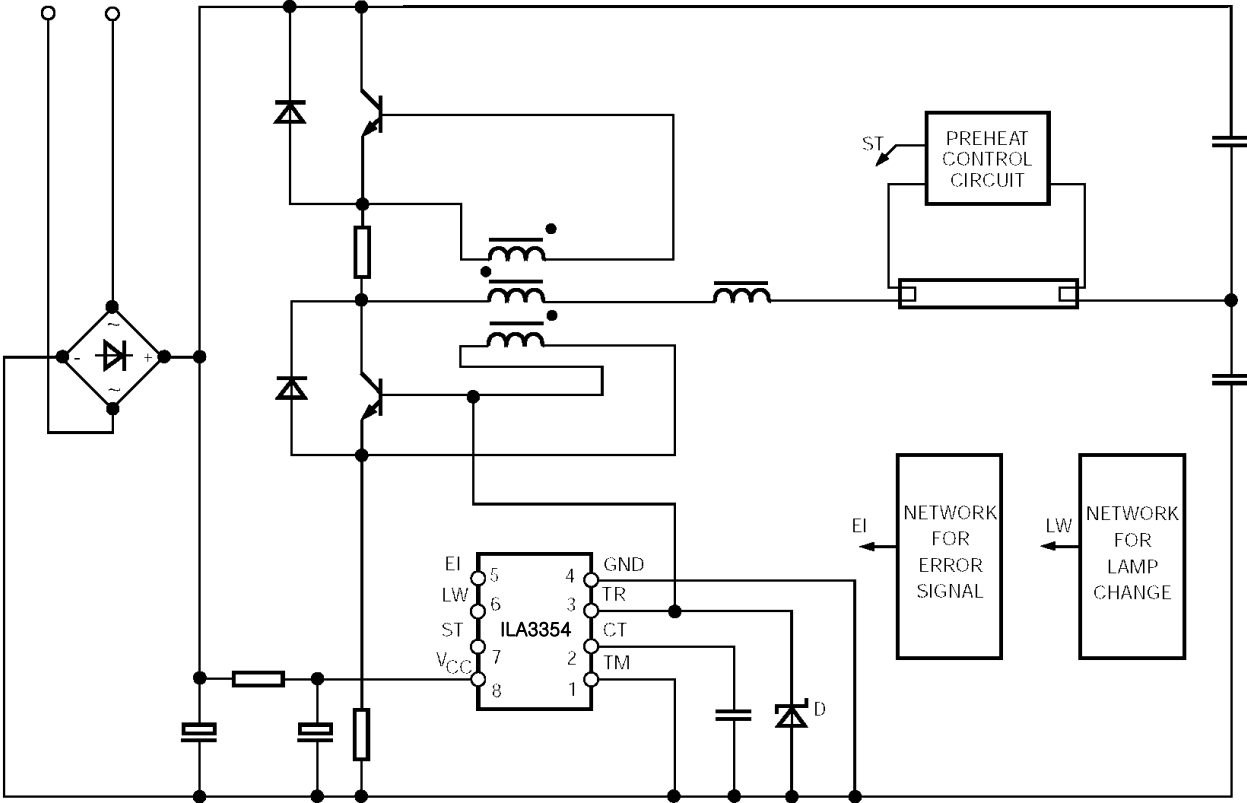 ST
PREHEAT
CONTROL
CIRCUIT
~
- +
~
EI
NETWORK
FOR
ERROR
SIGNAL
LW
NETWORK
FOR
LAMP
CHANGE
EI 5 4 GND
LW 6 3 TR
ILA3354
ST 7 2 CT
VCC 8 1 TM
D